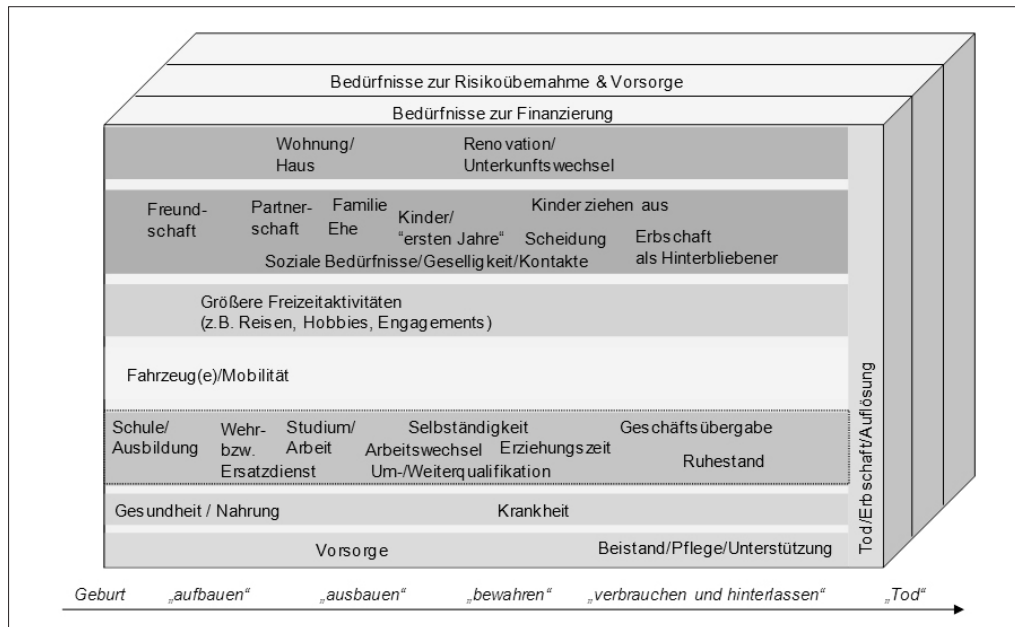 Bedürfnisse zur Risikoübernahme & Vorsorge
Bedürfnisse zur Finanzierung
Wohnung/
Haus
Renovation/
Unterkunftswechsel
Freund-
schaft
Partner-
schaft
Familie
Ehe
Kinder/
“ersten Jahre“
Kinder ziehen aus
Scheidung
Erbschaft
als Hinterbliebener
Soziale Bedürfnisse/Geselligkeit/Kontakte
Größere Freizeitaktivitäten
(z.B. Reisen, Hobbies, Engagements)
Fahrzeug(e)/Mobilität
Schule/
Ausbildung
Wehr-
bzw.
Ersatzdienst
Studium/
Arbeit
Selbständigkeit
Arbeitswechsel
Erziehungszeit
Um-/Weiterqualifikation
Geschäftsübergabe
Ruhestand
Gesundheit / Nahrung
Krankheit
Vorsorge
Beistand/Pflege/Unterstützung
Tod/Erbschaft/Auflösung
Geburt „aufbauen“ „ausbauen“ „bewahren“ „verbrauchen und hinterlassen“ „Tod“